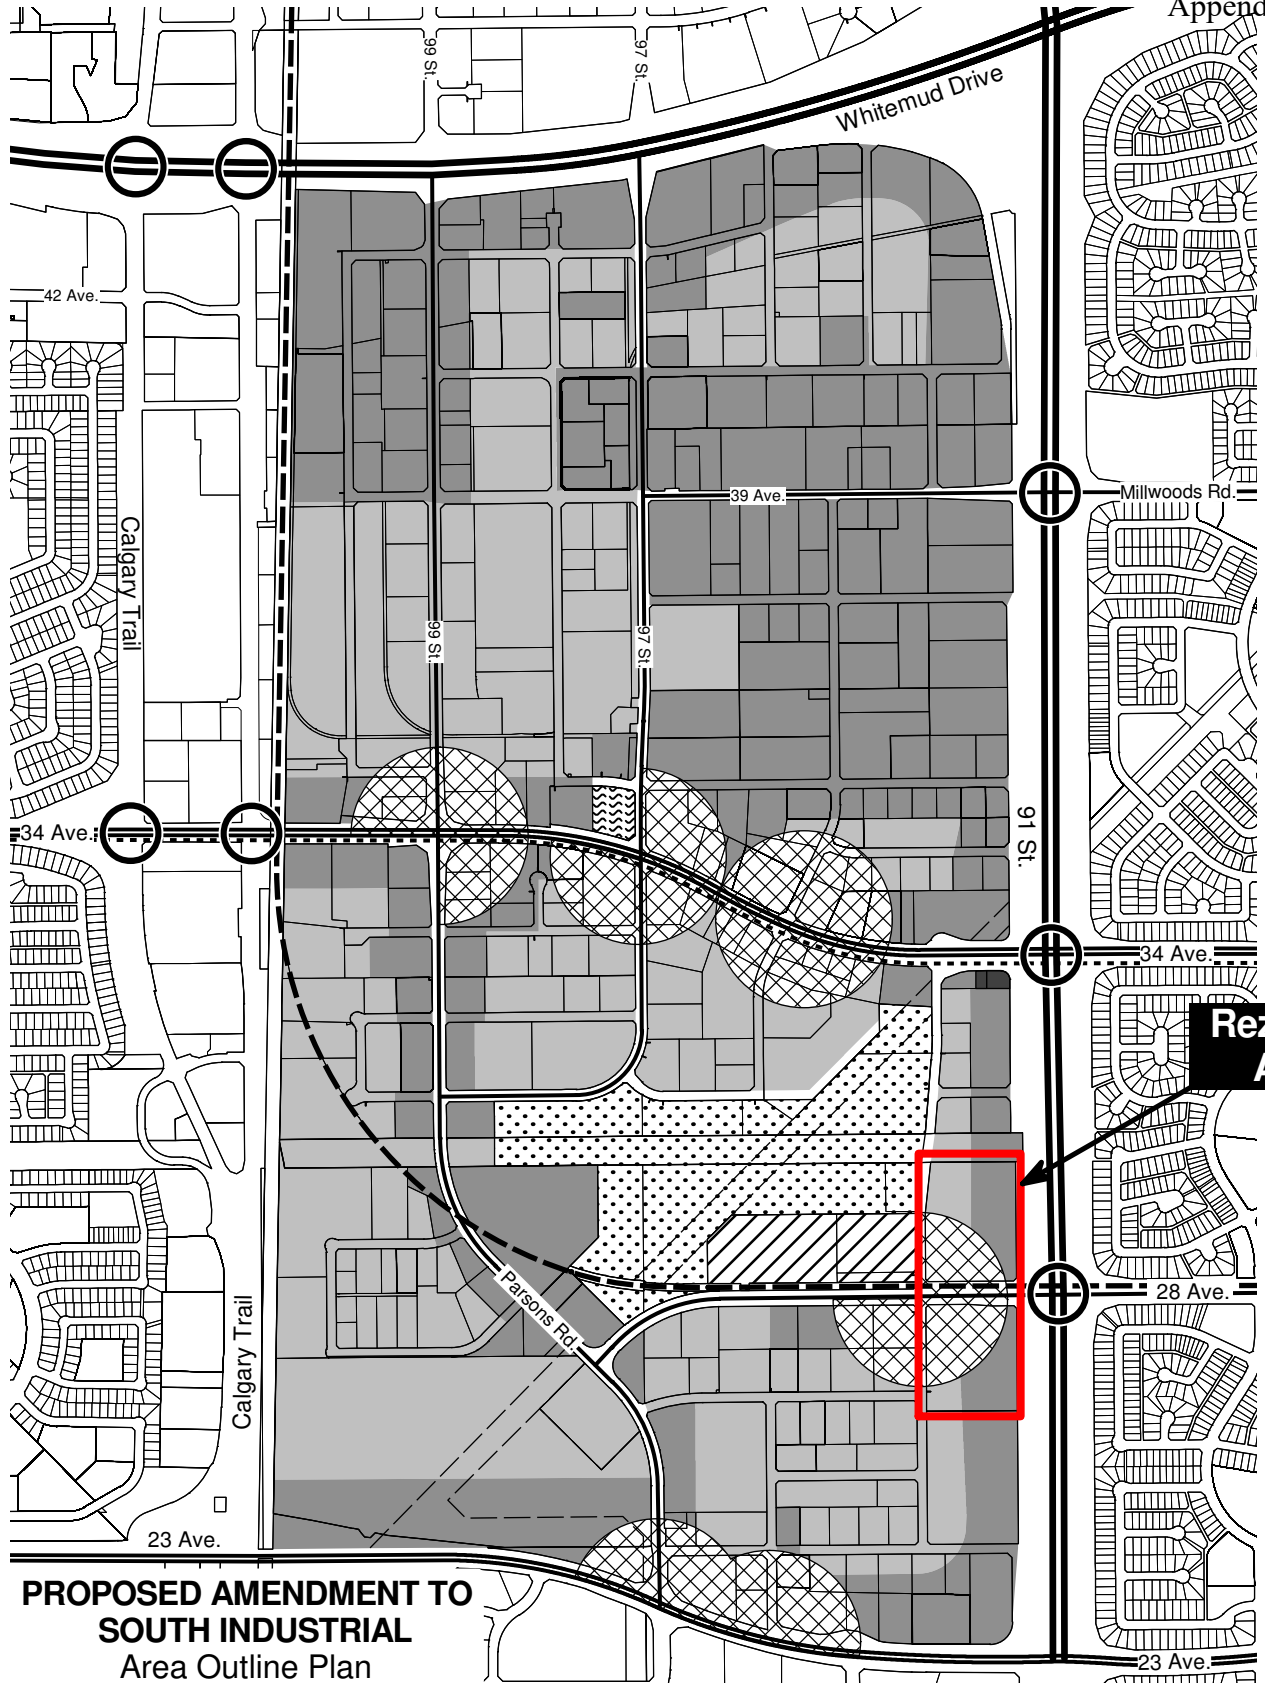 Append
99 St.
97 St.
Whitemud Drive
42 Ave.
39 Ave.
Millwoods Rd.
Calgary Trail
99 St.
97 St.
91 St.
34 Ave.
34 Ave.
Rez
A
28 Ave.
Parsons Rd.
Calgary Trail
23 Ave.
PROPOSED AMENDMENT TO
SOUTH INDUSTRIAL
Area Outline Plan
23 Ave.